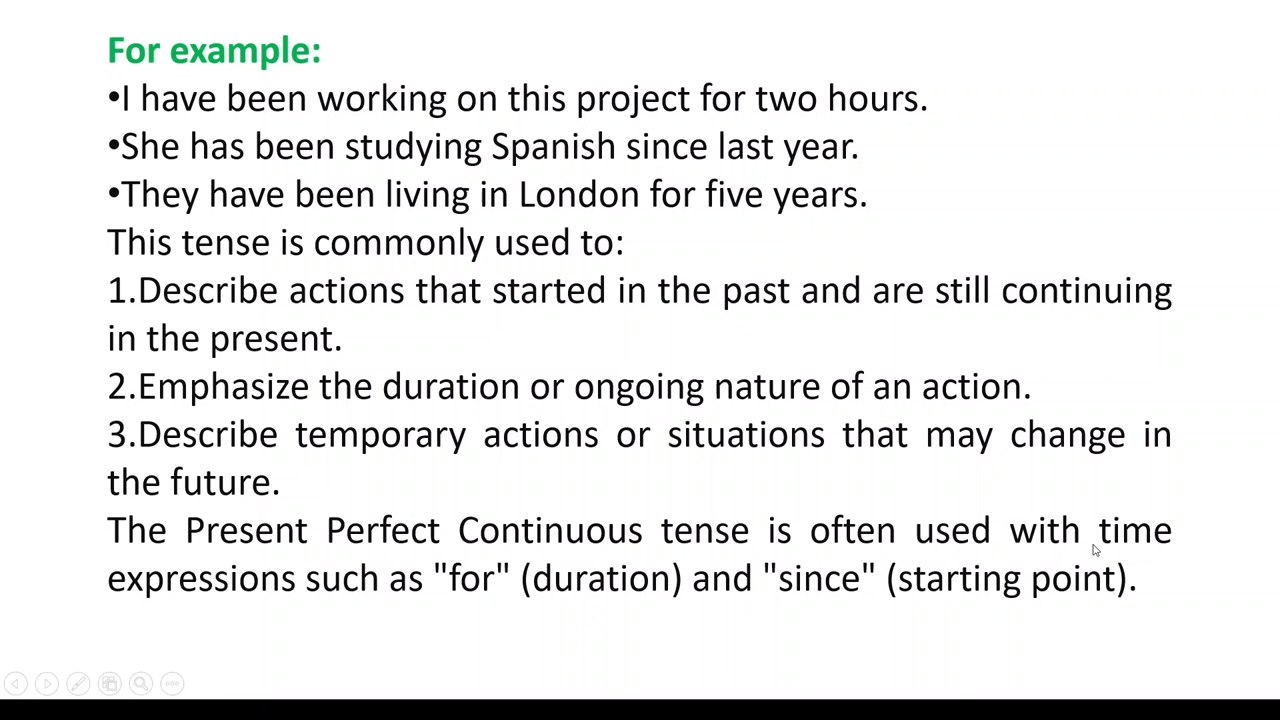 For example:
•I have been working on this project for two hours.
•She has been studying Spanish since last year.
•They have been living in London for five years.
This tense is commonly used to:
1.Describe actions that started in the past and are still continuing
in the present.
2.Emphasize the duration or ongoing nature of an action.
3.Describe temporary actions or situations that may change in
the future.
The Present Perfect Continuous tense is often used with time
expressions such as "for" (duration) and "since" (starting point).